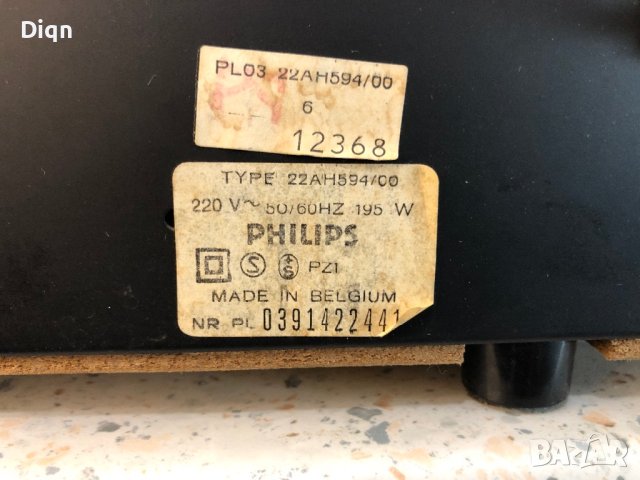 Diqn
PL03 22AH594/00
6
12368
TYPE 22AH594/00
220 V~ 50/60HZ 195 W
PHILIPS
S S PZ1
MADE IN BELGIUM
NR PL 0391422441
BAZAR